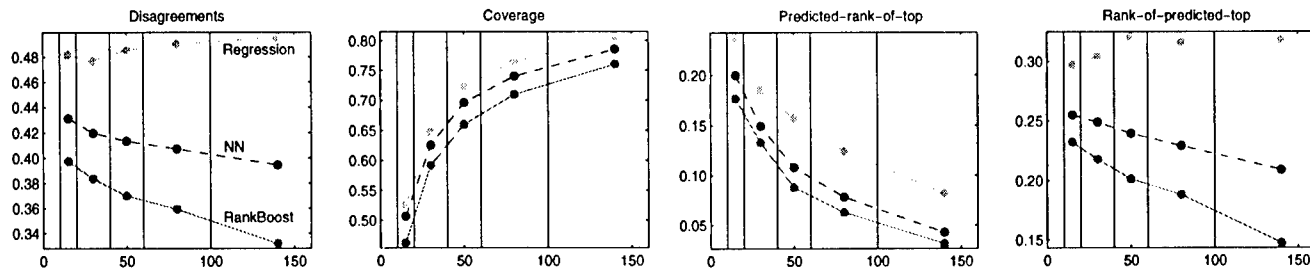 Disagreements
0.48
0.46
0.44
0.42
0.40
0.38
0.36
0.34
0 50 100 150
Regression
NN
RankBoost
Coverage
0.80
0.75
0.70
0.65
0.60
0.55
0.50
0 50 100 150
Predicted-rank-of-top
0.20
0.15
0.10
0.05
0 50 100 150
Rank-of-predicted-top
0.30
0.25
0.20
0.15
0 50 100 150